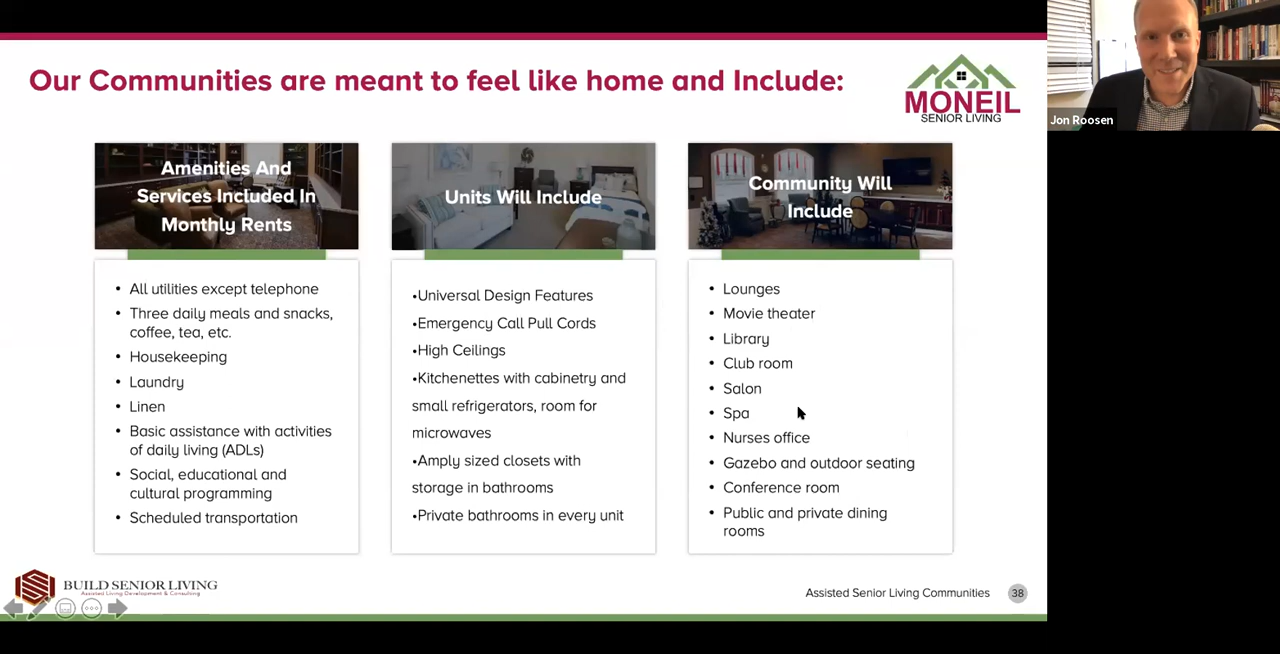 Our Communities are meant to feel like home and Include:
MONEIL
SENIOR LIVING
Jon Roosen
Amenities And
Services Included In
Monthly Rents
• All utilities except telephone
• Three daily meals and snacks,
coffee, tea, etc.
• Housekeeping
• Laundry
• Linen
• Basic assistance with activities
of daily living (ADLs)
• Social, educational and
cultural programming
• Scheduled transportation
Units Will Include
•Universal Design Features
•Emergency Call Pull Cords
•High Ceilings
•Kitchenettes with cabinetry and
small refrigerators, room for
microwaves
•Amply sized closets with
storage in bathrooms
•Private bathrooms in every unit
Community Will
Include
• Lounges
• Movie theater
• Library
• Club room
• Salon
• Spa
• Nurses office
• Gazebo and outdoor seating
• Conference room
• Public and private dining
rooms
BUILD SENIOR LIVING
Assisted Living Development & Consulting
Assisted Senior Living Communities
38